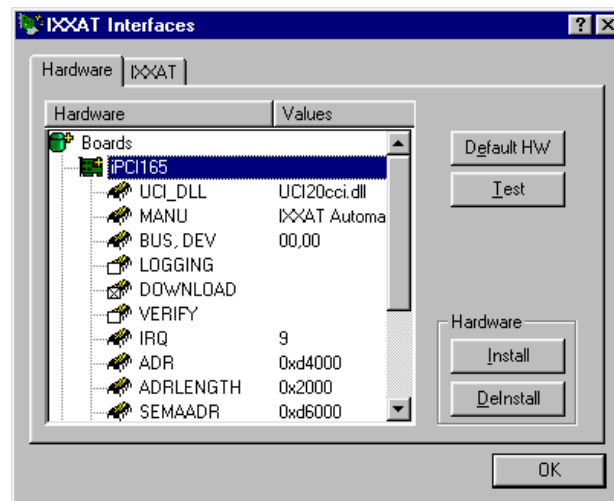 IXXAT Interfaces
Hardware IXXAT
Hardware Values
Boards
iPCI165
UCI_DLL UCI20cci.dll
MANU IXXAT Automa
BUS, DEV 00,00
LOGGING
DOWNLOAD
VERIFY
IRQ 9
ADR 0xd4000
ADRLENGTH 0x2000
SEMAADR 0xd6000
Default HW
Test
Hardware
Install
DeInstall
OK